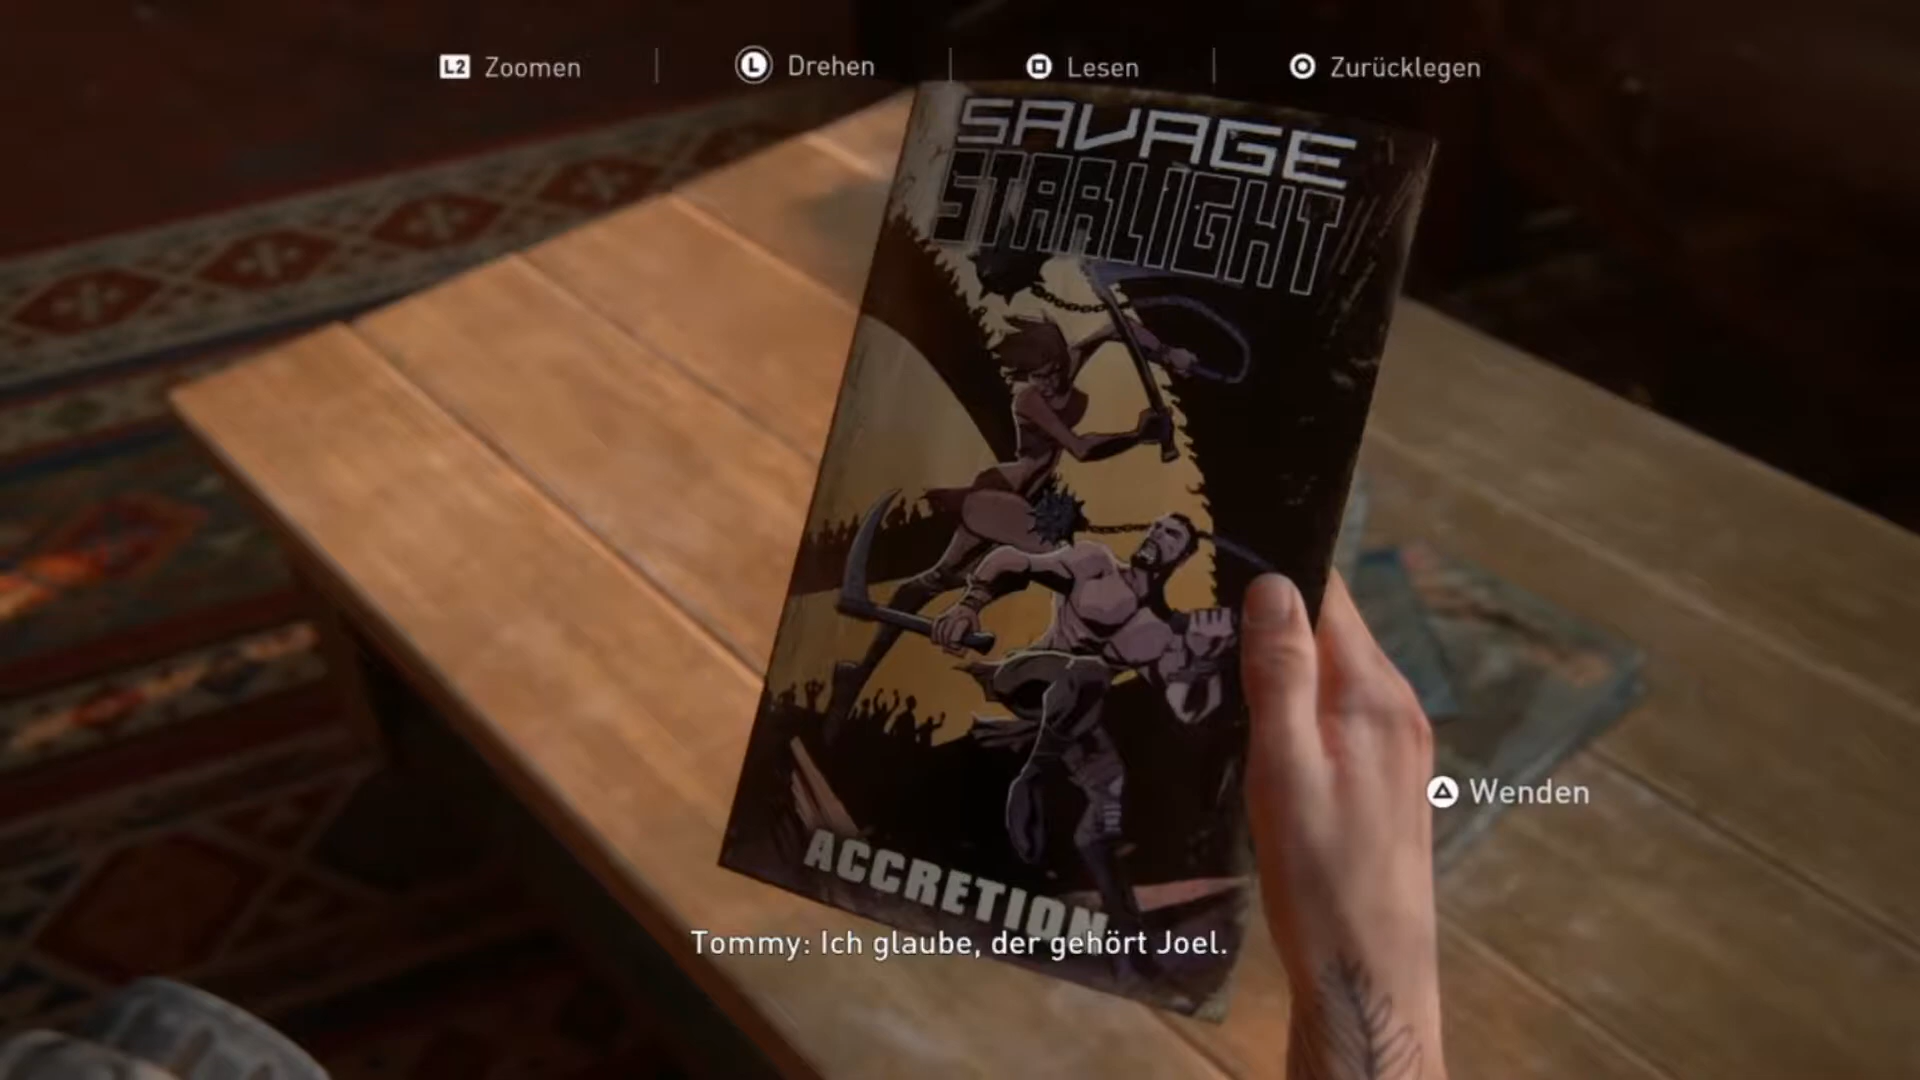 L2 Zoomen
L Drehen
Lesen
Zurücklegen
SAVAGE
STARLIGHT
Wenden
ACCRETION
Tommy: Ich glaube, der gehört Joel.